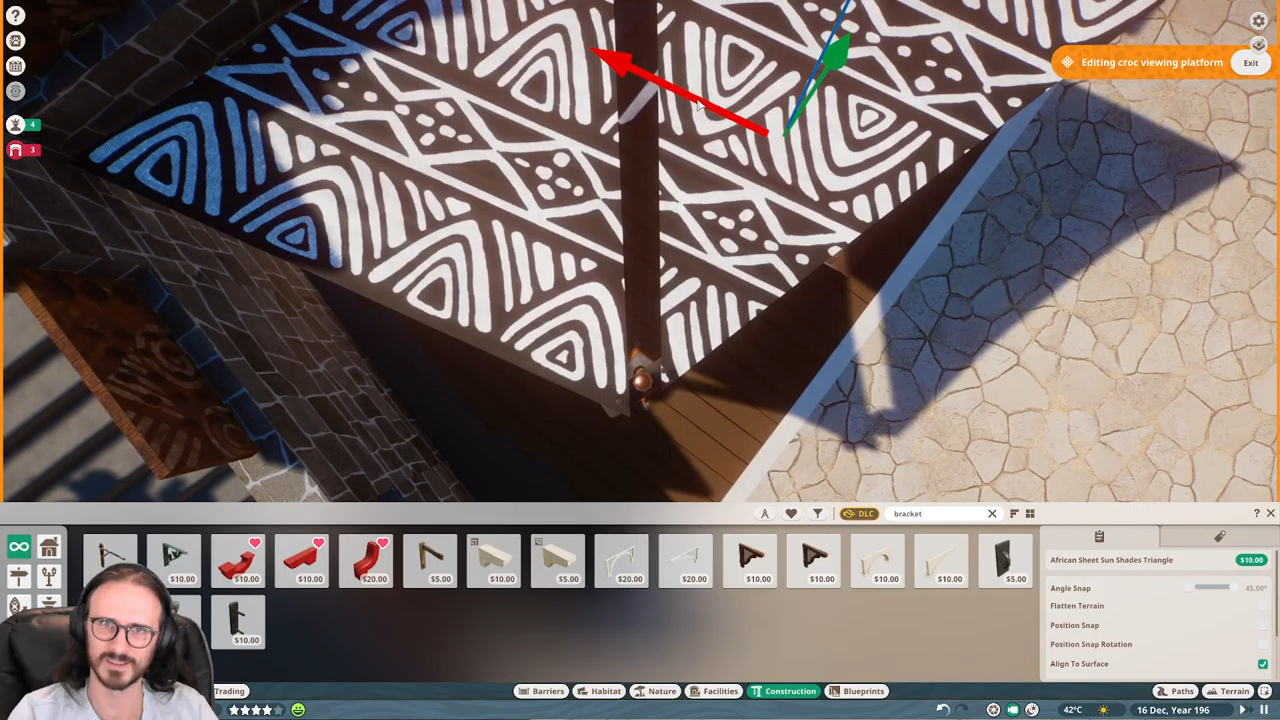 ?
Editing croc viewing platform
Exit
4
3
DLC
bracket
?
$10.00
$10.00
$10.00
$20.00
$5.00
$10.00
$5.00
$20.00
$20.00
$10.00
$10.00
$10.00
$10.00
$5.00
$10.00
African Sheet Sun Shades Triangle
$10.00
Angle Snap
45.00°
Flatten Terrain
Position Snap
Position Snap Rotation
Align To Surface
Trading
Barriers
Habitat
Nature
Facilities
Construction
Blueprints
Paths
Terrain
42°C
16 Dec, Year 196